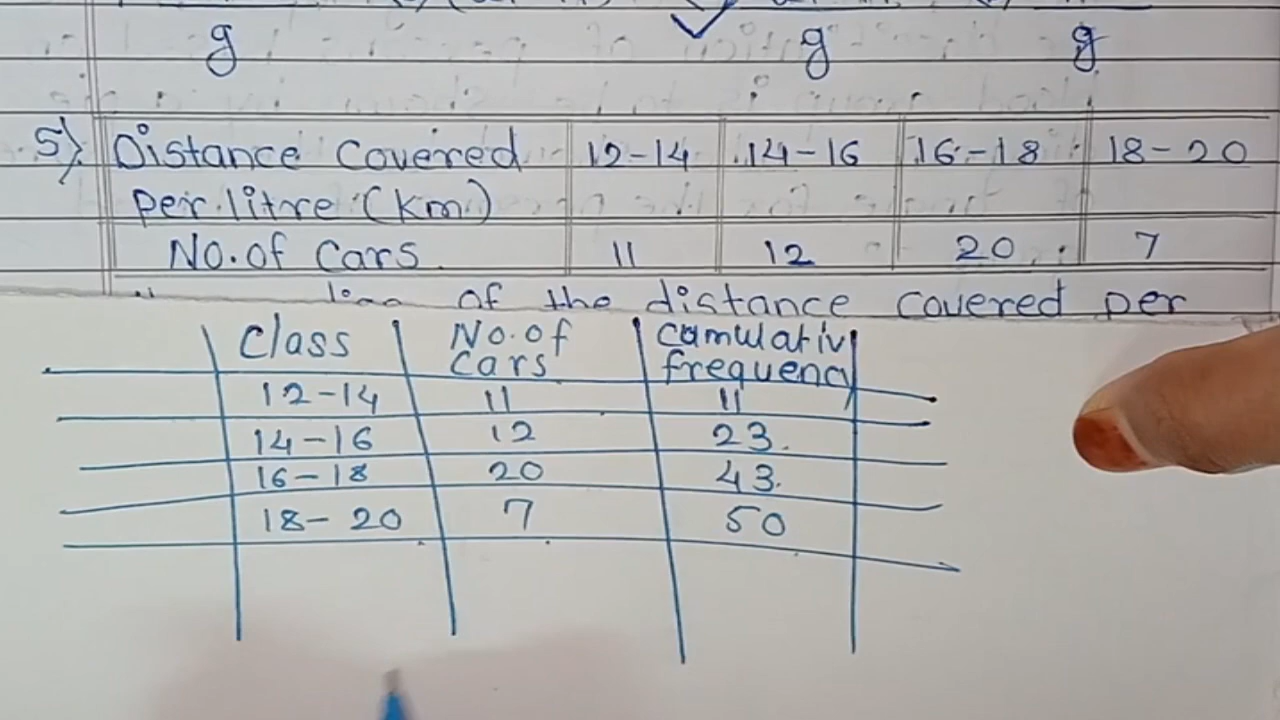 g g g
5) Distance Covered 12-14 14-16 16-18 18-20
per litre (km)
No. of Cars 11 12 20 7
of the distance covered per
Class No. of Cars Cumulativ frequency
12-14 11 11
14-16 12 23
16-18 20 43
18-20 7 50